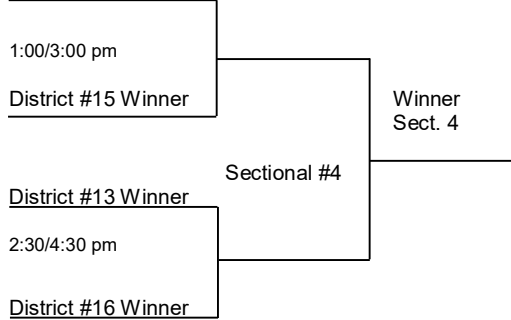 1:00/3:00 pm
District #15 Winner
Winner
Sect. 4
Sectional #4
District #13 Winner
2:30/4:30 pm
District #16 Winner